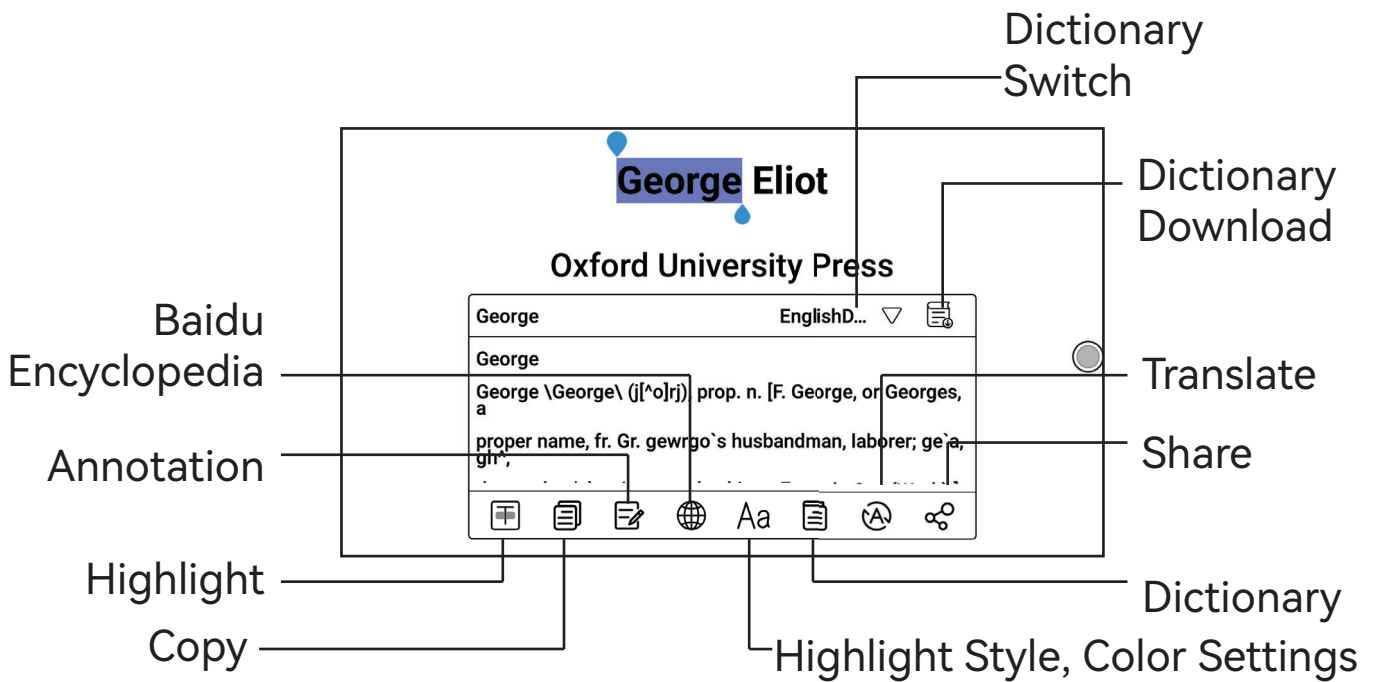 Dictionary
Switch
George Eliot
Dictionary
Download
Oxford University Press
Baidu
Encyclopedia
George
EnglishD...
George
George \George\ (j[^o]rj), prop. n. [F. George, or Georges,
a
proper name, fr. Gr. gewrgo`s husbandman, laborer; ge`a,
gh^,
Translate
Annotation
Share
Aa
Highlight
Dictionary
Copy
Highlight Style, Color Settings